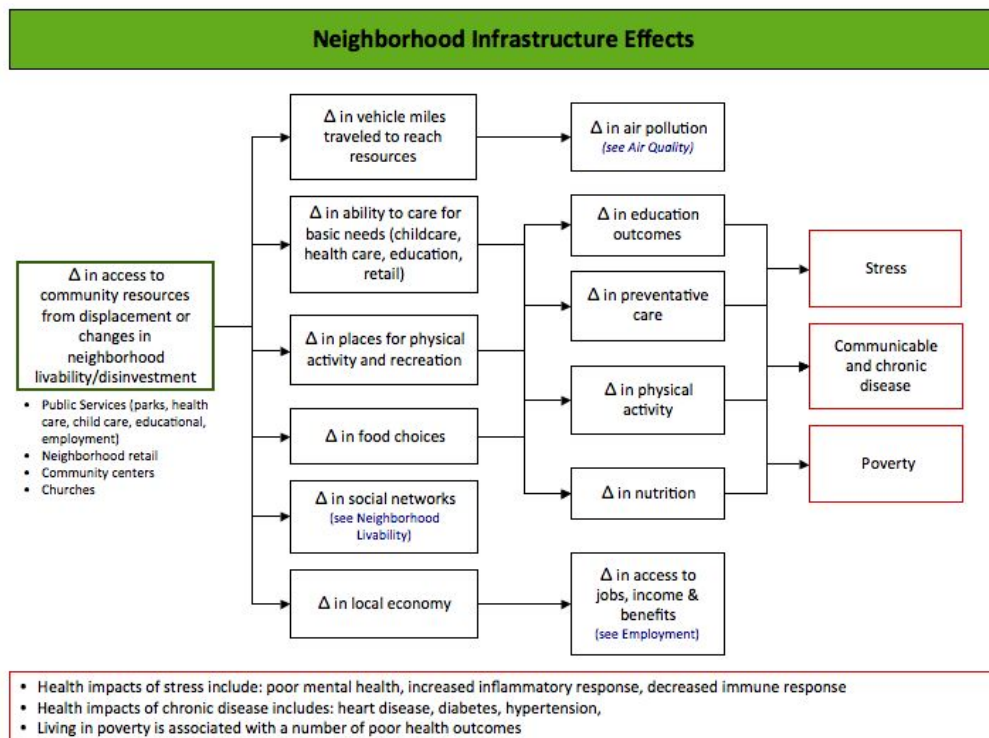 Neighborhood Infrastructure Effects
Δ in access to
community resources
from displacement or
changes in
neighborhood
livability/disinvestment
• Public Services (parks, health
care, child care, educational,
employment)
• Neighborhood retail
• Community centers
• Churches
Δ in vehicle miles
traveled to reach
resources
Δ in ability to care for
basic needs (childcare,
health care, education,
retail)
Δ in places for physical
activity and recreation
Δ in food choices
Δ in social networks
(see Neighborhood
Livability)
Δ in local economy
Δ in air pollution
(see Air Quality)
Δ in education
outcomes
Δ in preventative
care
Δ in physical
activity
Δ in nutrition
Δ in access to
jobs, income &
benefits
(see Employment)
Stress
Communicable
and chronic
disease
Poverty
• Health impacts of stress include: poor mental health, increased inflammatory response, decreased immune response
• Health impacts of chronic disease includes: heart disease, diabetes, hypertension,
• Living in poverty is associated with a number of poor health outcomes